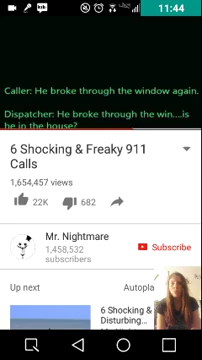 11:44
Caller: He broke through the window again.
Dispatcher: He broke through the win....is
he in the house?
6 Shocking & Freaky 911
Calls
1,654,457 views
22K
682
Mr. Nightmare
1,458,532
subscribers
Subscribe
Up next
Autopla
6 Shocking &
Disturbing...